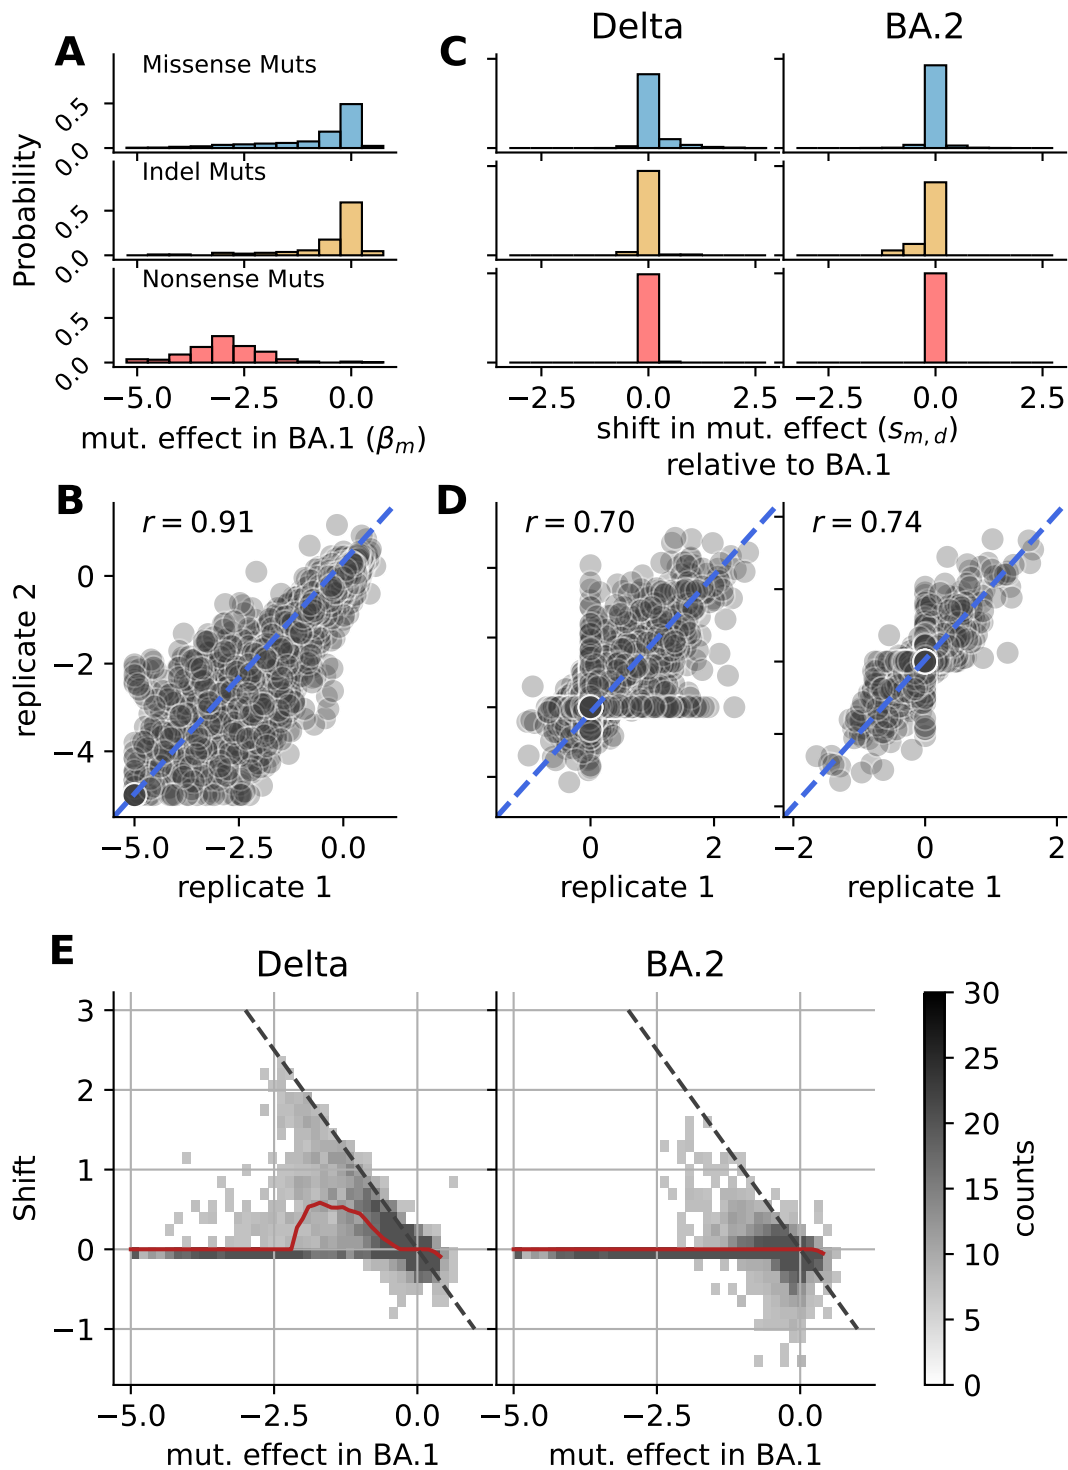 A
Missense Muts
0.5
0.0
Indel Muts
0.5
0.0
Nonsense Muts
0.5
0.0
Probability
−5.0 −2.5 0.0
mut. effect in BA.1 (βm)
C
Delta BA.2
−2.5 0.0 2.5 −2.5 0.0 2.5
shift in mut. effect (sm, d)
relative to BA.1
B
r = 0.91
0
−2
−4
replicate 2
−5.0 −2.5 0.0
replicate 1
D
r = 0.70
r = 0.74
0 2
replicate 1
−2 0 2
replicate 1
E
Delta BA.2
3
2
1
0
−1
Shift
−5.0 −2.5 0.0
mut. effect in BA.1
−5.0 −2.5 0.0
mut. effect in BA.1
30
25
20
15
10
5
0
counts